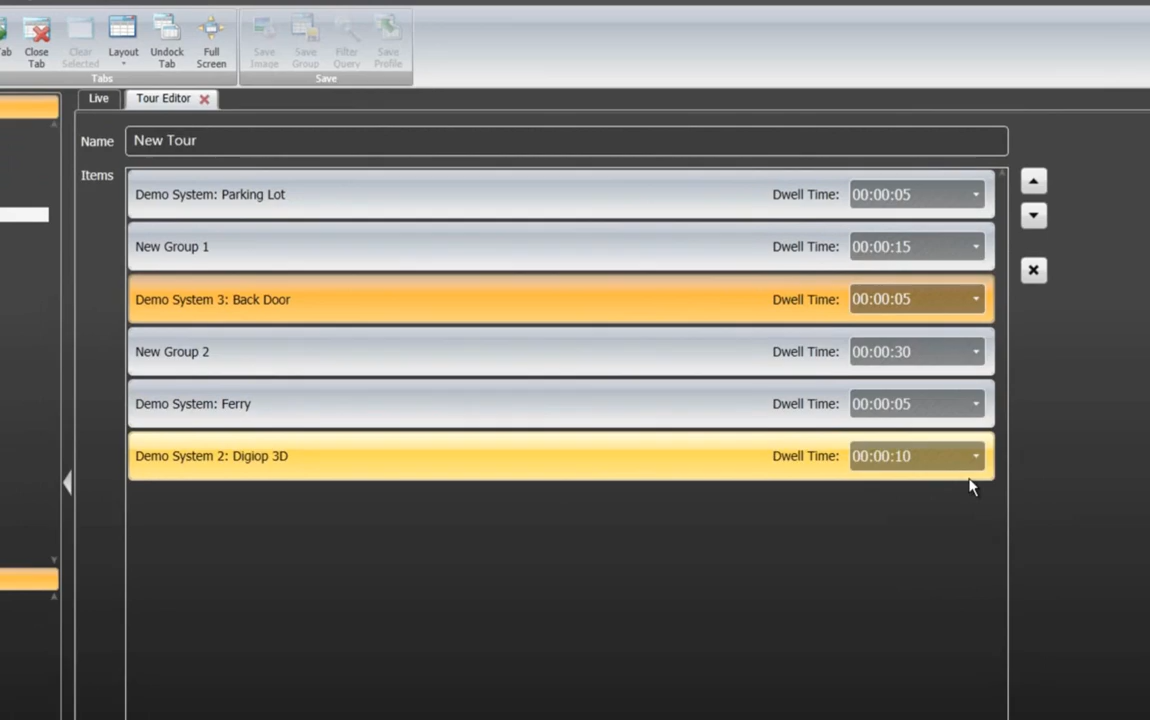 ab Close Tab Clear Selected Layout Undock Tab Full Screen Save Image Save Group Filter Query Save Profile
Tabs Save
Live Tour Editor
Name New Tour
Items
Demo System: Parking Lot Dwell Time: 00:00:05
New Group 1 Dwell Time: 00:00:15
Demo System 3: Back Door Dwell Time: 00:00:05
New Group 2 Dwell Time: 00:00:30
Demo System: Ferry Dwell Time: 00:00:05
Demo System 2: Digiop 3D Dwell Time: 00:00:10